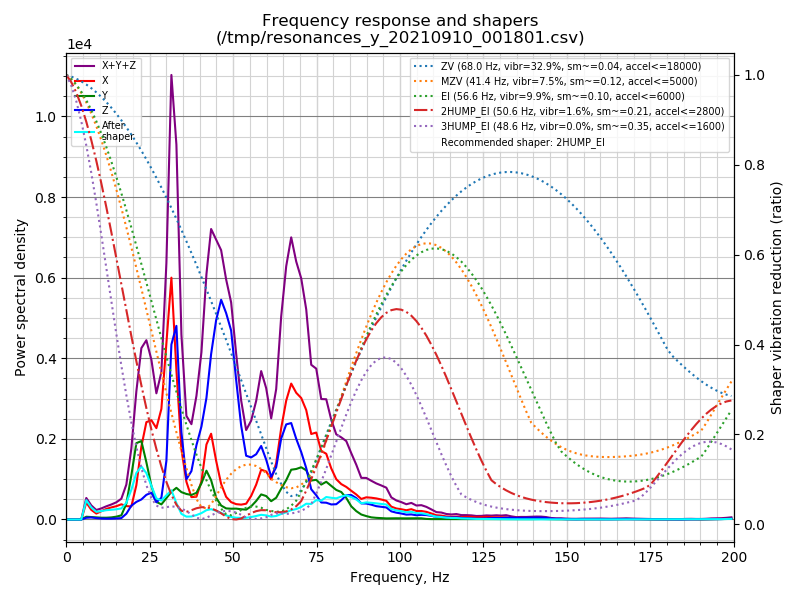 Frequency response and shapers
(/tmp/resonances_y_20210910_001801.csv)
1e4
X+Y+Z
X
Y
Z
After
shaper
ZV (68.0 Hz, vibr=32.9%, sm~=0.04, accel<=18000)
MZV (41.4 Hz, vibr=7.5%, sm~=0.12, accel<=5000)
EI (56.6 Hz, vibr=9.9%, sm~=0.10, accel<=6000)
2HUMP_EI (50.6 Hz, vibr=1.6%, sm~=0.21, accel<=2800)
3HUMP_EI (48.6 Hz, vibr=0.0%, sm~=0.35, accel<=1600)
Recommended shaper: 2HUMP_EI
Power spectral density
1.0
0.8
0.6
0.4
0.2
0.0
1.0
0.8
0.6
0.4
0.2
0.0
Shaper vibration reduction (ratio)
0 25 50 75 100 125 150 175 200
Frequency, Hz